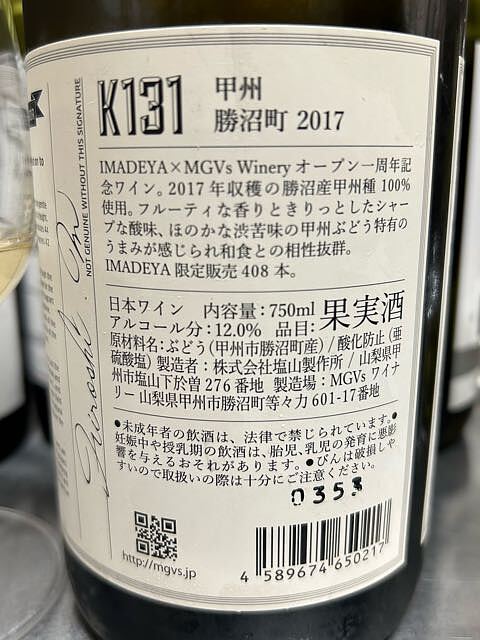 K131 甲州
勝沼町 2017
IMADEYA×MGVs Winery オープン一周年記
念ワイン。2017年収穫の勝沼産甲州種 100%
使用。フルーティな香りときりっとしたシャー
プな酸味、ほのかな渋苦味の甲州ぶどう特有の
うまみが感じられ和食との相性抜群。
IMADEYA 限定販売 408 本。
日本ワイン 内容量:750ml 果実酒
アルコール分:12.0% 品目:
原材料名:ぶどう(甲州市勝沼町産)/酸化防止(亜
硫酸塩) 製造者:株式会社塩山製作所 / 山梨県甲
州市塩山下於曽 276 番地 製造場:MGVs ワイナ
リー 山梨県甲州市勝沼町等々力 601-17番地
●未成年者の飲酒は、法律で禁じられています。●
妊娠中や授乳期の飲酒は、胎児、乳児の発育に悪影
響を与えるおそれがあります。●びんは破損しや
すいので取扱いの際は十分にご注意ください。
0353
http://mgvs.jp
4 589674 650217
NOT GENUINE WITHOUT THIS SIGNATURE